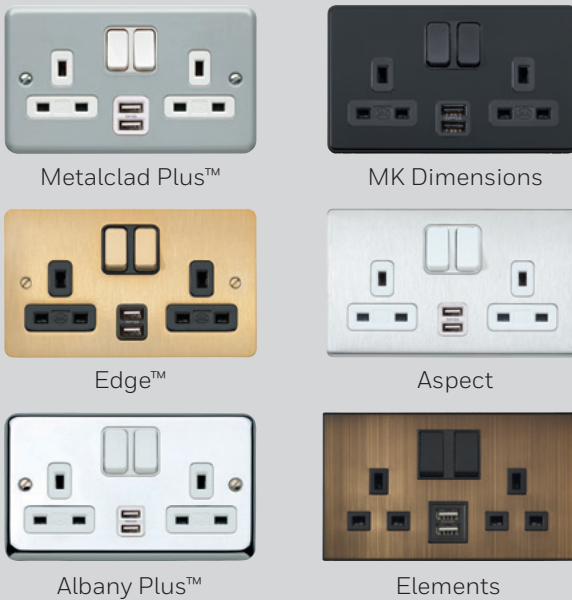 Metalclad Plus™
MK Dimensions
Edge™
Aspect
Albany Plus™
Elements